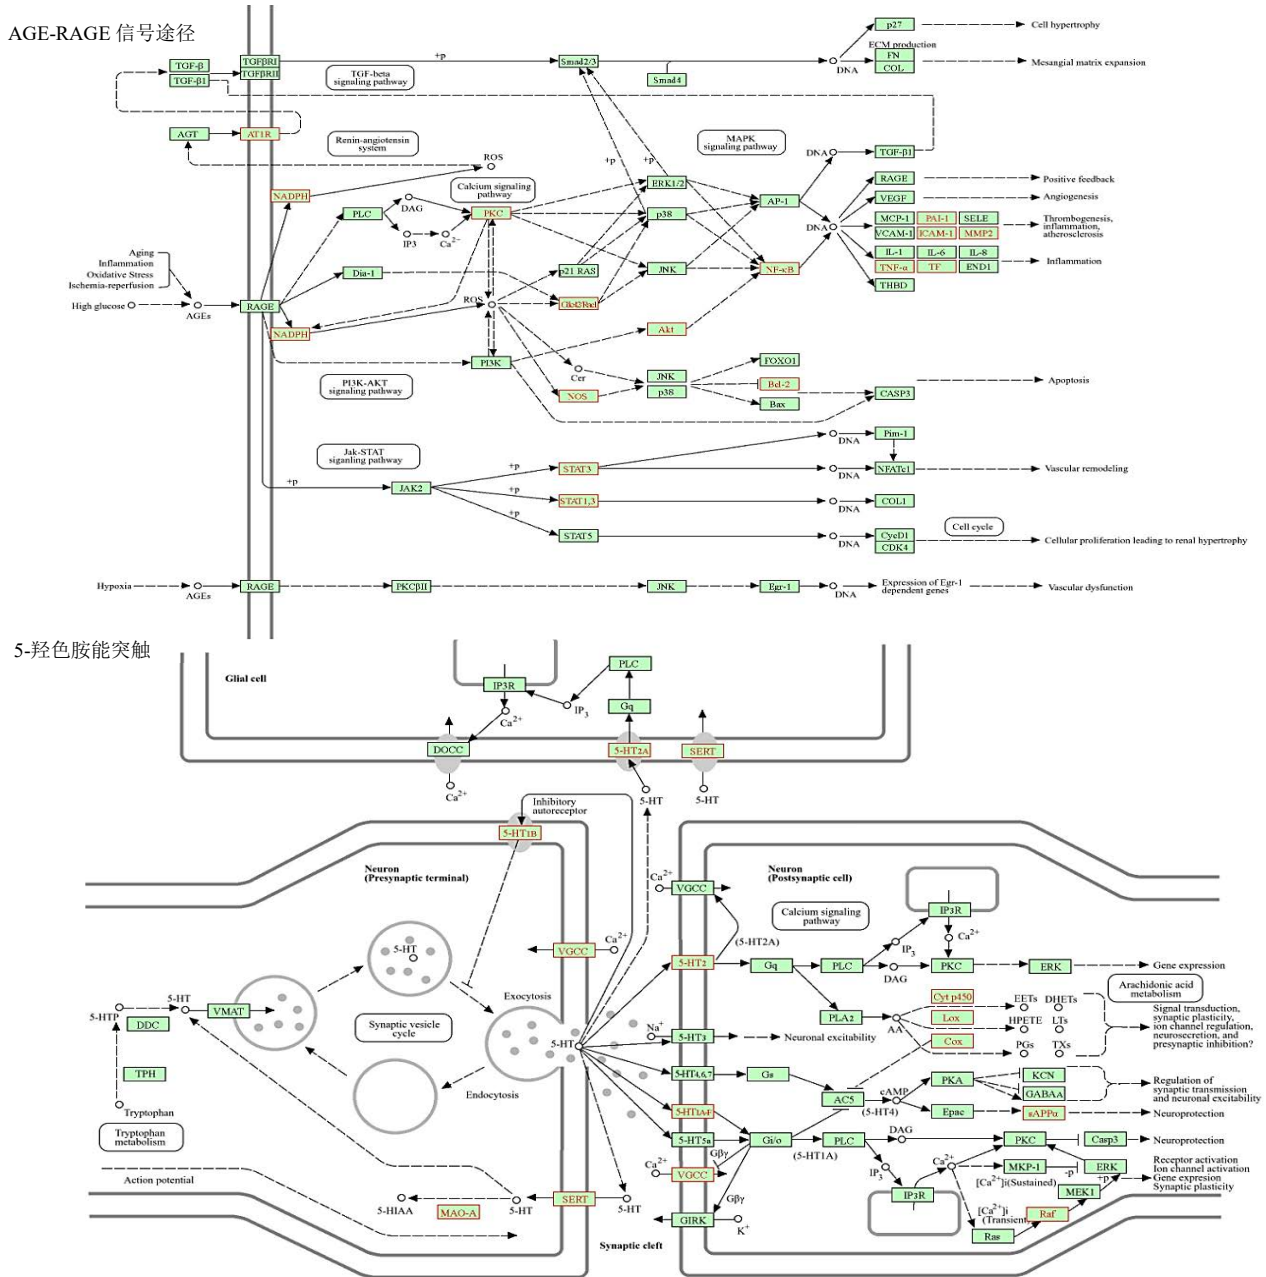 AGE-RAGE 信号途径
p27
Cell hypertrophy
ECM production
FN
COL
Mesangial matrix expansion
TGF-β
TGF-β1
TGFβRI
TGFβRII
+p
TGF-beta
signaling pathway
Smad2/3
Smad4
DNA
AGT
AT1R
Renin-angiotensin
system
ROS
MAPK
signaling pathway
+p
+p
DNA
TGF-β1
NADPH
PLC
DAG
IP3
Ca²⁻
Calcium signaling
pathway
PKC
ERK1/2
p38
AP-1
DNA
RAGE
Positive feedback
VEGF
Angiogenesis
MCP-1
PAI-1
SELE
VCAM-1
ICAM-1
MMP2
Thrombogenesis,
inflammation,
atherosclerosis
IL-1
IL-6
IL-8
TNF-α
TF
END1
Inflammation
THBD
Aging
Inflammation
Oxidative Stress
Ischemia-reperfusion
High glucose
AGEs
RAGE
Dia-1
NADPH
ROS
p21 RAS
JNK
NF-κB
Akt
PI3K
PI3K-AKT
signaling pathway
Cer
NOS
JNK
p38
FOXO1
Bcl-2
Bax
CASP3
Apoptosis
Jak-STAT
siganling pathway
+p
JAK2
+p
+p
+p
STAT3
STAT1,3
STAT5
DNA
Pim-1
DNA
NFATc1
Vascular remodeling
DNA
COL1
DNA
CycD1
CDK4
Cell cycle
Cellular proliferation leading to renal hypertrophy
Hypoxia
AGEs
RAGE
PKCβII
JNK
Egr-1
DNA
Expression of Egr-1
dependent genes
Vascular dysfunction
5-羟色胺能突触
Glial cell
IP3R
PLC
IP₃
Gq
Ca²⁺
DOCC
5-HT2A
SERT
Ca²⁺
5-HT
5-HT
Inhibitory
autoreceptor
5-HT1B
Neuron
(Presynaptic terminal)
Neuron
(Postsynaptic cell)
Ca²⁺
VGCC
Calcium signaling
pathway
IP3R
Ca²⁺
(5-HT2A)
IP₃
5-HT
VGCC
Ca²⁺
5-HT2
Gq
PLC
DAG
PKC
ERK
Gene expression
5-HTP
5-HT
VMAT
DDC
Exocytosis
Synaptic vesicle
cycle
5-HT
Endocytosis
TPH
Tryptophan
Tryptophan
metabolism
Action potential
PLA2
AA
Cyt p450
Lox
Cox
EETs
DHETs
HPETE
LTs
PGs
TXs
Arachidonic acid
metabolism
Signal transduction,
synaptic plasticity,
ion channel regulation,
neurosecretion, and
presynaptic inhibition?
Na⁺
5-HT3
Neuronal excitability
5-HT4,6,7
Gs
AC5
cAMP
(5-HT4)
PKA
KCN
GABAA
Regulation of
synaptic transmission
and neuronal excitability
Epac
sAPPα
Neuroprotection
5-HT1A-F
5-HT5a
Gi/o
PLC
(5-HT1A)
DAG
PKC
Casp3
Neuroprotection
Gβγ
Ca²⁺
VGCC
IP₃
Ca²⁺
MKP-1
-p
ERK
Receptor activation
Ion channel activation
Gene expresion
Synaptic plasticity
[Ca²⁺]i(Sustained)
+p
MEK1
IP3R
[Ca²⁺]i
(Transient)
Raf
Ras
5-HIAA
MAO-A
5-HT
SERT
5-HT
Gβγ
GIRK
K⁺
Synaptic cleft